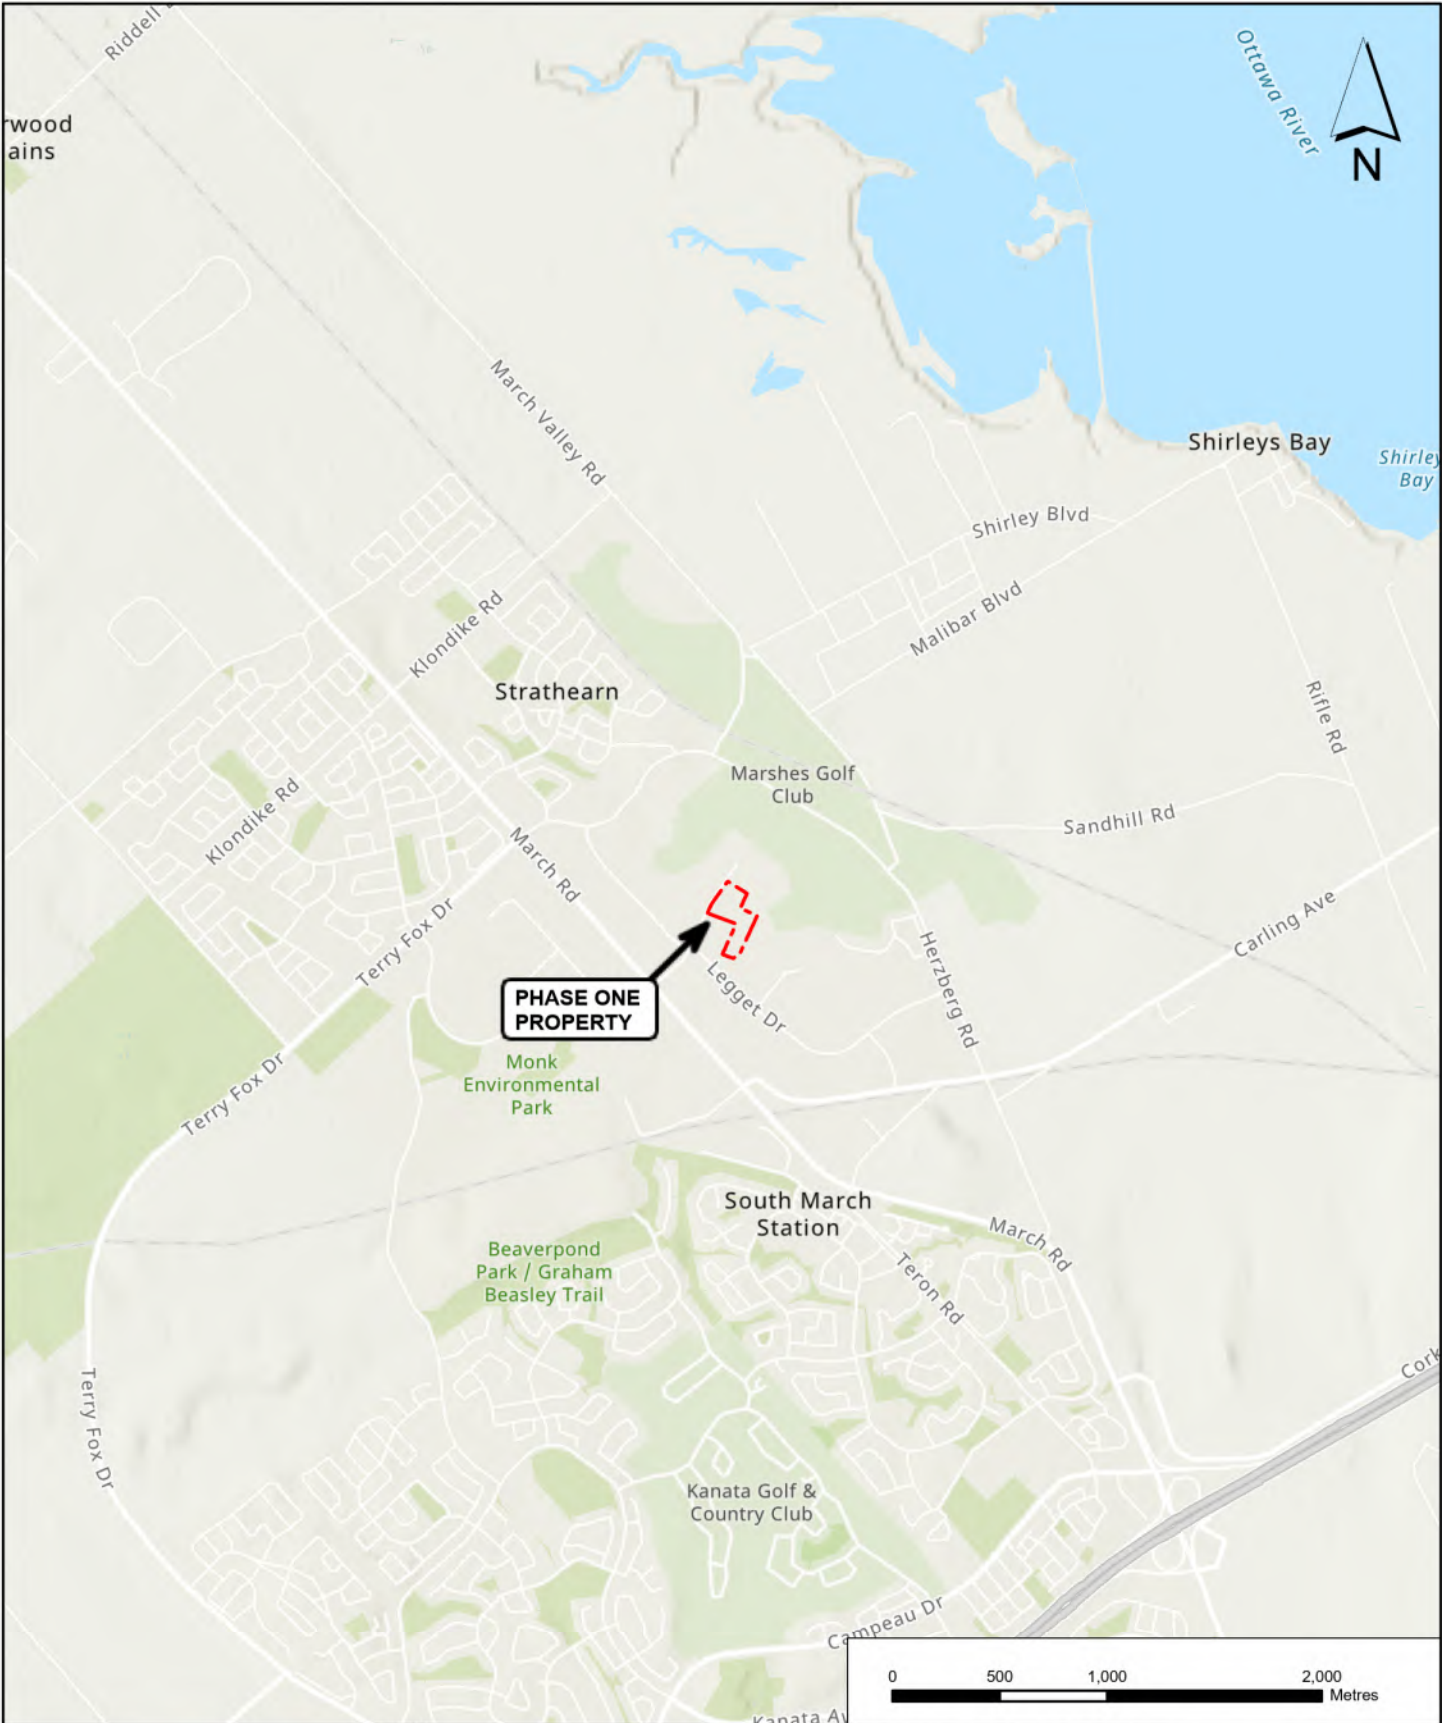 Riddell
Ottawa River
N
rwood
ains
March Valley Rd
Shirleys Bay
Shirley
Bay
Shirley Blvd
Malibar Blvd
Klondike Rd
Strathearn
Rifle Rd
Marshes Golf
Club
Sandhill Rd
Klondike Rd
March Rd
Terry Fox Dr
Carling Ave
Herzberg Rd
Legget Dr
PHASE ONE
PROPERTY
Monk
Environmental
Park
Terry Fox Dr
South March
Station
March Rd
Beaverpond
Park / Graham
Beasley Trail
Teron Rd
Cork
Terry Fox Dr
Kanata Golf &
Country Club
Campeau Dr
0 500 1,000 2,000
Metres
Kanata Av